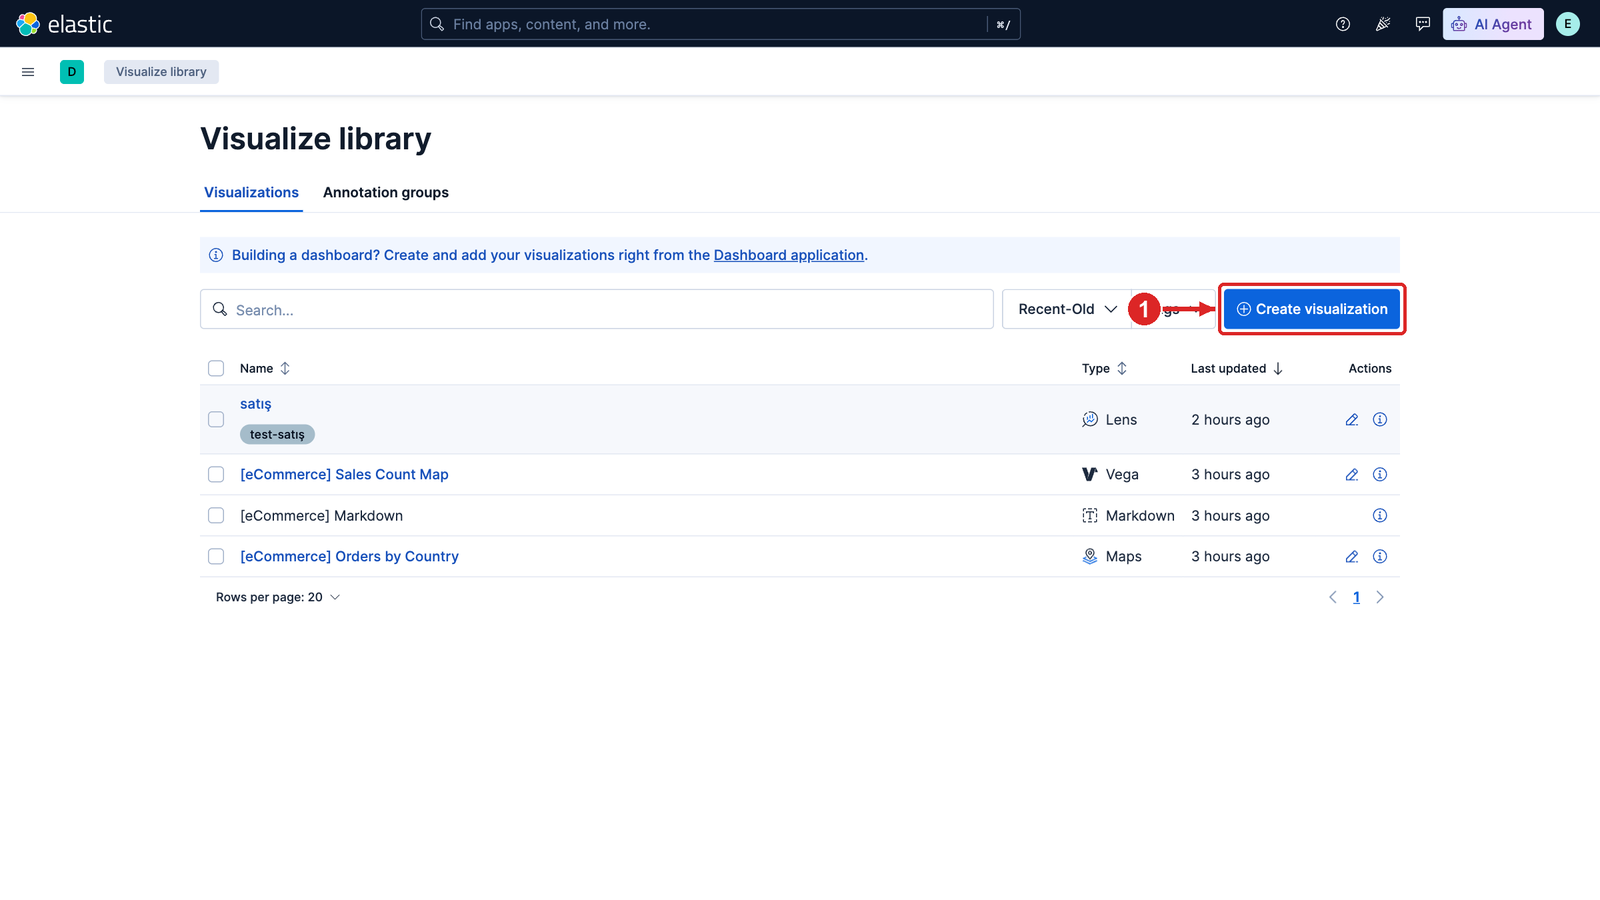 elastic
Find apps, content, and more.
⌘/
AI Agent
E
D
Visualize library
Visualize library
Visualizations
Annotation groups
Building a dashboard? Create and add your visualizations right from the Dashboard application.
Search...
Recent-Old
1
Create visualization
Name
Type
Last updated
Actions
satış
test-satış
Lens
2 hours ago
[eCommerce] Sales Count Map
Vega
3 hours ago
[eCommerce] Markdown
Markdown
3 hours ago
[eCommerce] Orders by Country
Maps
3 hours ago
Rows per page: 20
1